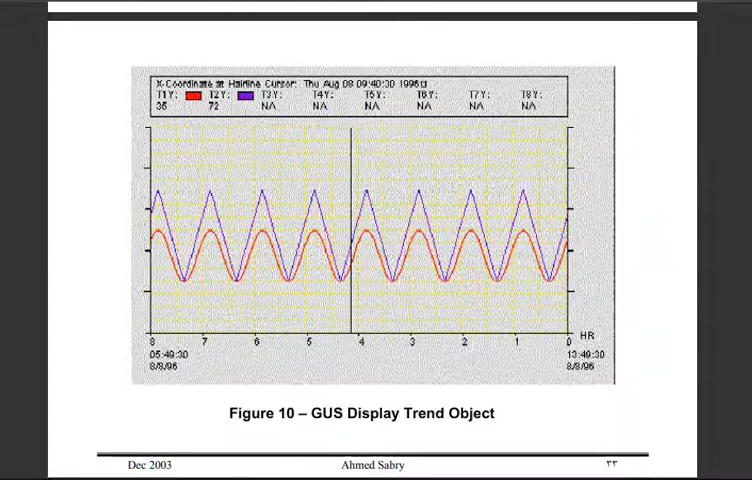 X-Coordinate at Hairline Cursor: Thu Aug 08 09:40:30 1996
T1Y: T2Y: T3Y: T4Y: T5Y: T6Y: T7Y: T8Y:
35 72 NA NA NA NA NA NA
8 7 6 5 4 3 2 1 0 HR
05:49:30 13:49:30
8/8/96 8/8/96
Figure 10 – GUS Display Trend Object
Dec 2003 Ahmed Sabry ٣٣